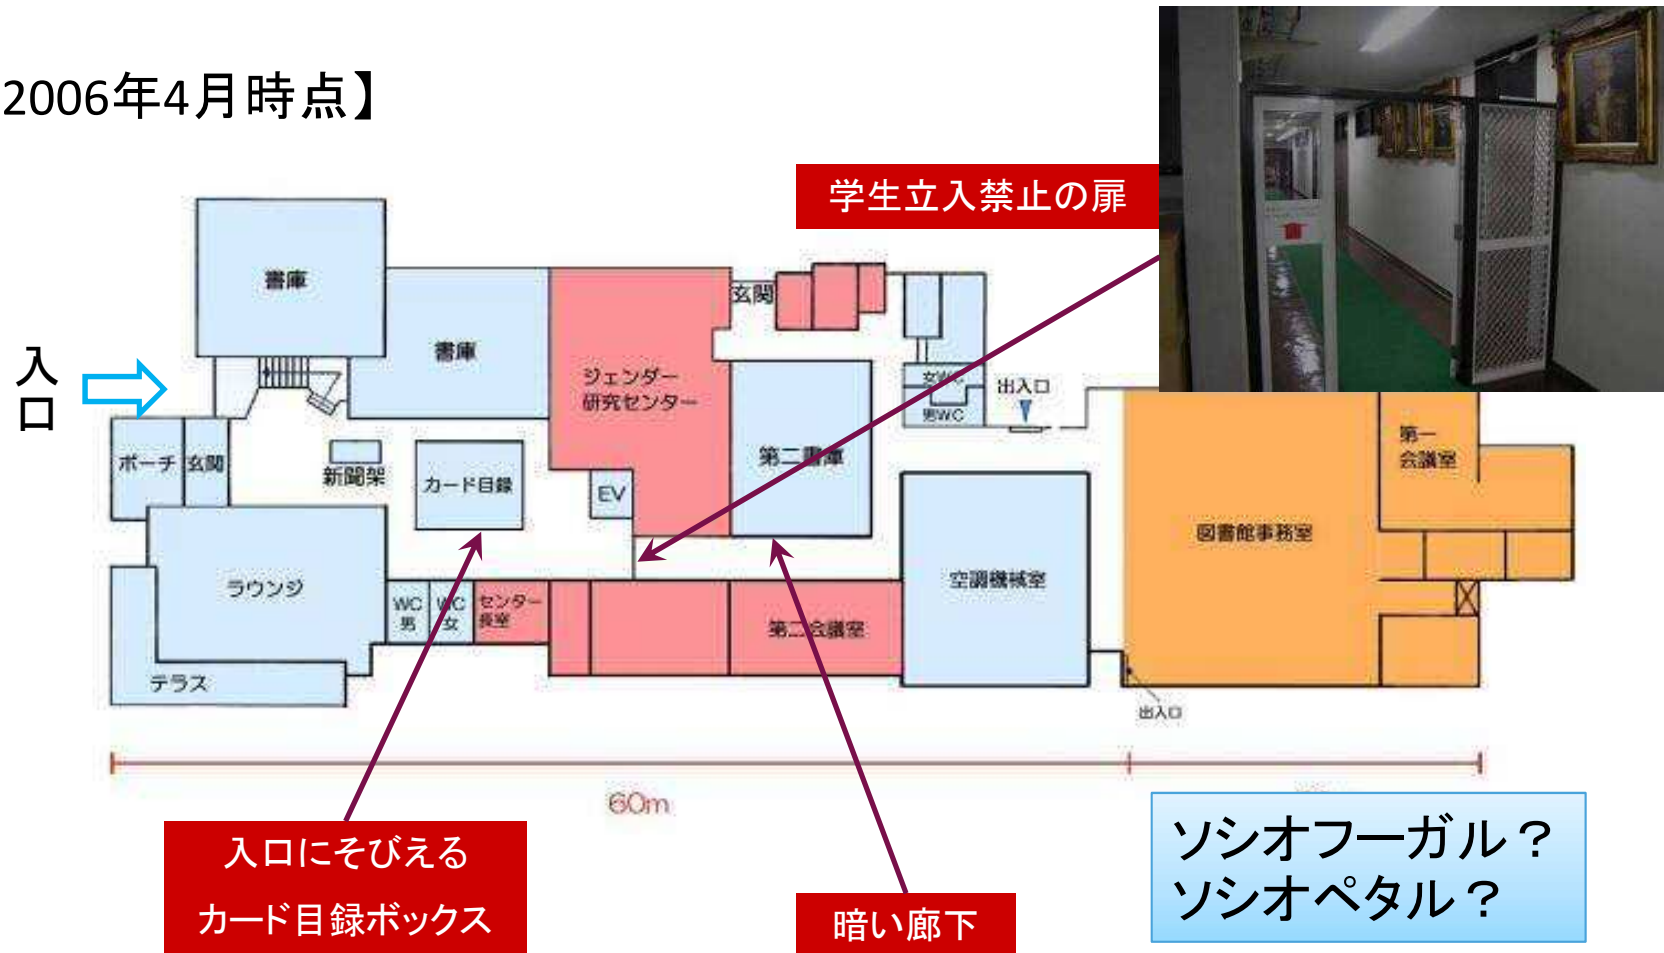 2006年4月時点】
学生立入禁止の扉
書庫
玄関
書庫
入口
ジェンダー
研究センター
女WC
男WC
出入口
ポーチ
玄関
新聞架
カード目録
EV
第二書庫
第一
会議室
図書館事務室
空調機械室
ラウンジ
WC
男
WC
女
センター
長室
第二会議室
テラス
出入口
60m
入口にそびえる
カード目録ボックス
暗い廊下
ソシオフーガル？
ソシオペタル？